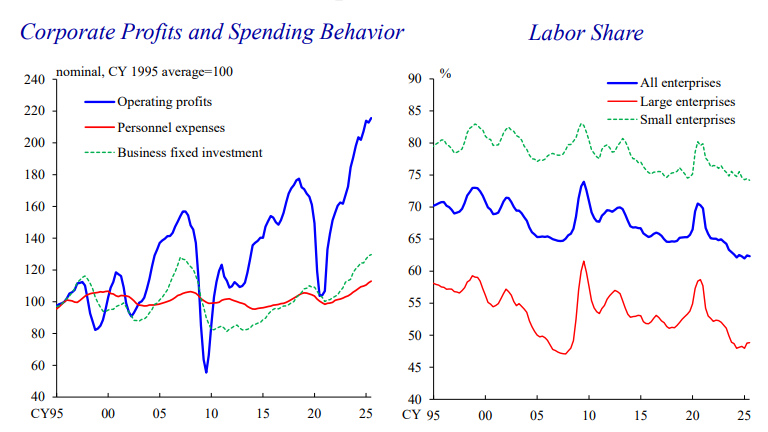 Corporate Profits and Spending Behavior
nominal, CY 1995 average=100
Operating profits
Personnel expenses
Business fixed investment
240
220
200
180
160
140
120
100
80
60
40
CY95 00 05 10 15 20 25
Labor Share
%
All enterprises
Large enterprises
Small enterprises
90
85
80
75
70
65
60
55
50
45
40
CY 95 00 05 10 15 20 25